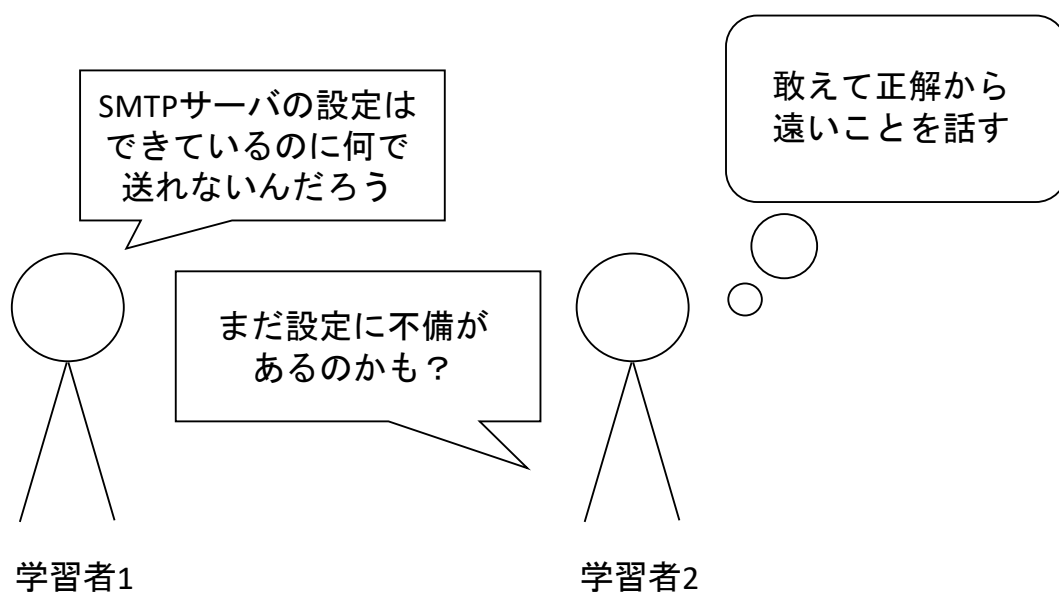 SMTPサーバの設定は
できているのに何で
送れないんだろう
敢えて正解から
遠いことを話す
まだ設定に不備が
あるのかも？
学習者1
学習者2